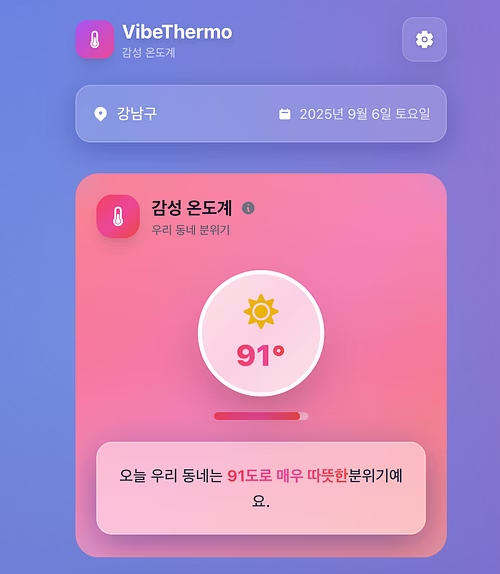 VibeThermo
감성 온도계
강남구
2025년 9월 6일 토요일
감성 온도계
우리 동네 분위기
91°
오늘 우리 동네는 91도로 매우 따뜻한분위기예
요.